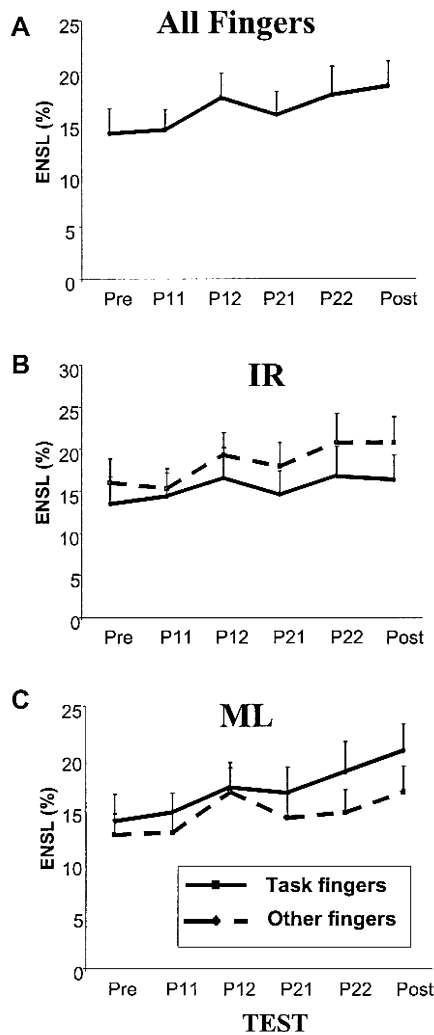 A
All Fingers
25
20
15
10
5
0
ENSL (%)
Pre P11 P12 P21 P22 Post
B
IR
30
25
20
15
10
5
0
ENSL (%)
Pre P11 P12 P21 P22 Post
C
ML
25
20
15
10
5
0
ENSL (%)
Task fingers
Other fingers
Pre P11 P12 P21 P22 Post
TEST